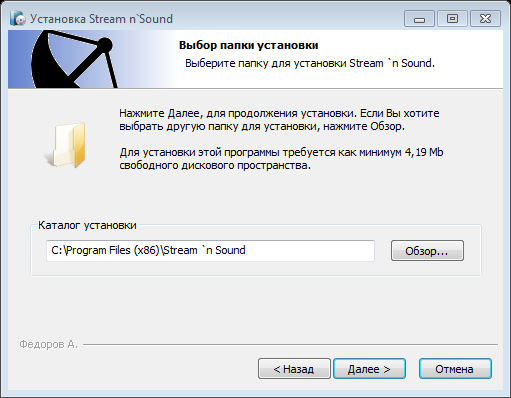 Установка Stream n`Sound
Выбор папки установки
Выберите папку для установки Stream `n Sound.
Нажмите Далее, для продолжения установки. Если Вы хотите
выбрать другую папку для установки, нажмите Обзор.
Для установки этой программы требуется как минимум 4,19 Mb
свободного дискового пространства.
Каталог установки
C:\Program Files (x86)\Stream `n Sound
Обзор...
Федоров А.
< Назад
Далее >
Отмена